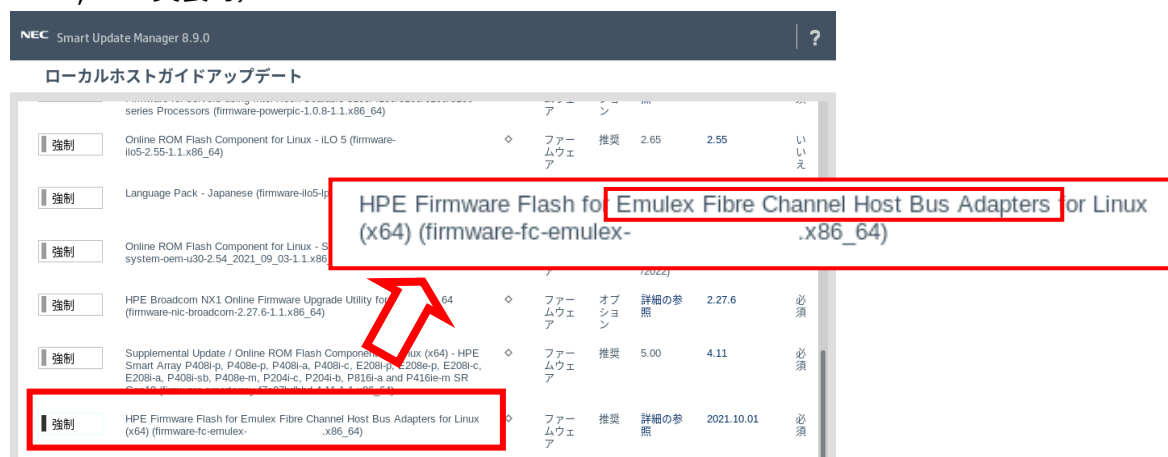 NEC Smart Update Manager 8.9.0 ?
ローカルホストガイドアップデート
series Processors (firmware-powerpic-1.0.8-1.1.x86_64) ア ン
強制 Online ROM Flash Component for Linux - iLO 5 (firmware- ◇ ファー 推奨 2.65 2.55 い
ilo5-2.55-1.1.x86_64) ムウェ い
ア え
強制 Language Pack - Japanese (firmware-ilo5-lp
HPE Firmware Flash for Emulex Fibre Channel Host Bus Adapters for Linux
(x64) (firmware-fc-emulex- .x86_64)
強制 Online ROM Flash Component for Linux - S
system-oem-u30-2.54_2021_09_03-1.1.x86
/2022)
強制 HPE Broadcom NX1 Online Firmware Upgrade Utility for 64 ◇ ファー オプ 詳細の参 2.27.6 必
(firmware-nic-broadcom-2.27.6-1.1.x86_64) ムウェ ショ 照 須
ア ン
強制 Supplemental Update / Online ROM Flash Component ux (x64) - HPE ◇ ファー 推奨 5.00 4.11 必
Smart Array P408i-p, P408e-p, P408i-a, P408i-c, E208i-p, E208e-p, E208i-c, ムウェ 須
E208i-a, P408i-sb, P408e-m, P204i-c, P204i-b, P816i-a and P416ie-m SR ア
強制 HPE Firmware Flash for Emulex Fibre Channel Host Bus Adapters for Linux ◇ ファー 推奨 詳細の参 2021.10.01 必
(x64) (firmware-fc-emulex- .x86_64) ムウェ 照 須
ア